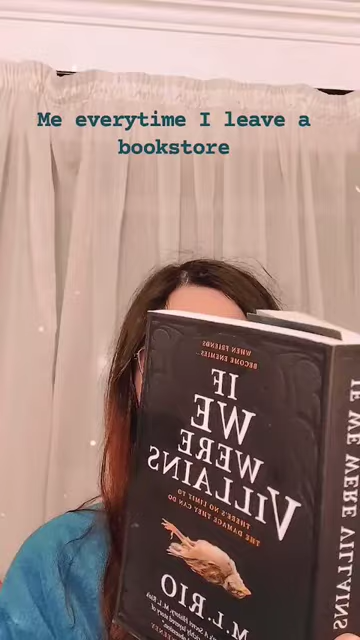 Me everytime I leave a
bookstore
WHEN FRIENDS
BECOME ENEMIES...
IF
WE
WERE
VILLAINS
THERE'S NO LIMIT TO
THE DAMAGE THEY CAN DO
M.L. RIO
IF WE WERE VILLAINS